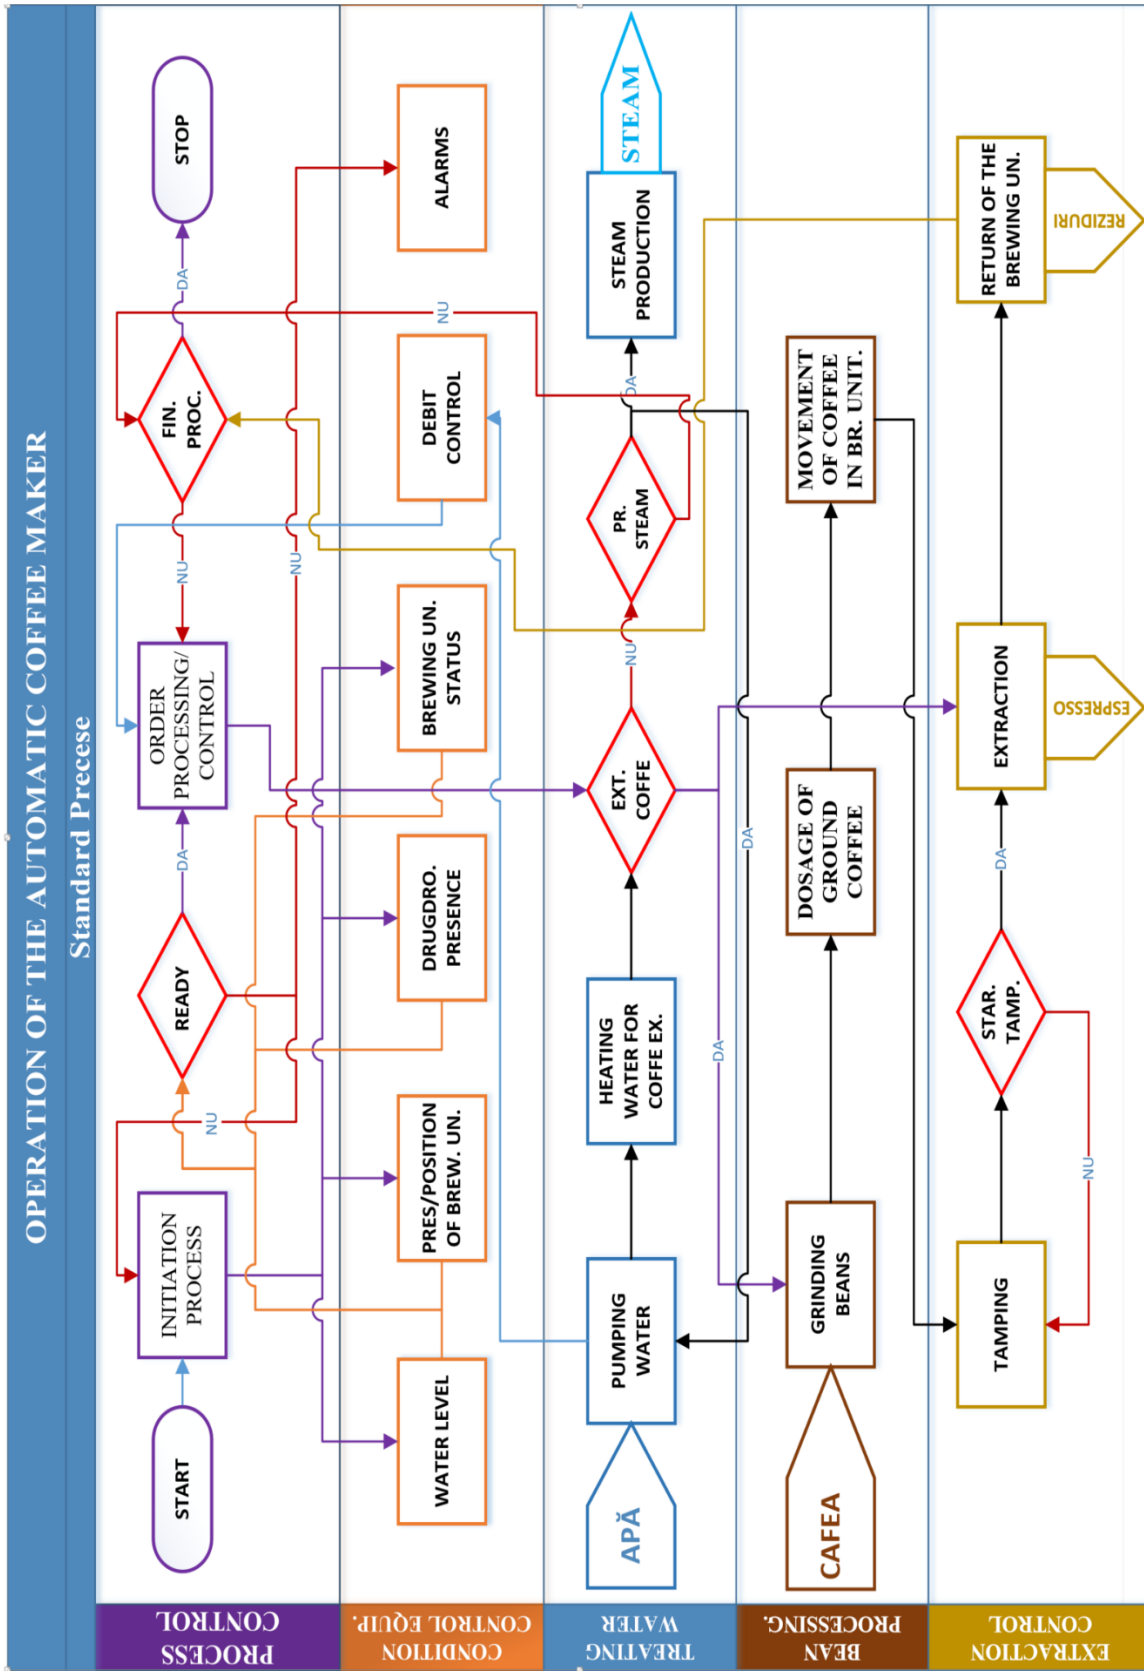 OPERATION OF THE AUTOMATIC COFFEE MAKER
Standard Precese
PROCESS
CONTROL
START
INITIATION
PROCESS
NU
READY
DA
ORDER
PROCESSING/
CONTROL
NU
NU
FIN.
PROC.
DA
STOP
CONDITION
CONTROL EQUIP.
WATER LEVEL
PRES/POSITION
OF BREW. UN.
DRUGDRO.
PRESENCE
BREWING UN.
STATUS
DEBIT
CONTROL
NU
ALARMS
TREATING
WATER
APĂ
PUMPING
WATER
HEATING
WATER FOR
COFFE EX.
EXT.
COFFE
NU
PR.
STEAM
DA
STEAM
PRODUCTION
STEAM
BEAN
PROCESSING.
CAFEA
GRINDING
BEANS
DA
DOSAGE OF
GROUND
COFFEE
DA
MOVEMENT
OF COFFEE
IN BR. UNIT.
EXTRACTION
CONTROL
TAMPING
NU
STAR.
TAMP.
DA
EXTRACTION
ESPRESSO
RETURN OF THE
BREWING UN.
REZIDURI